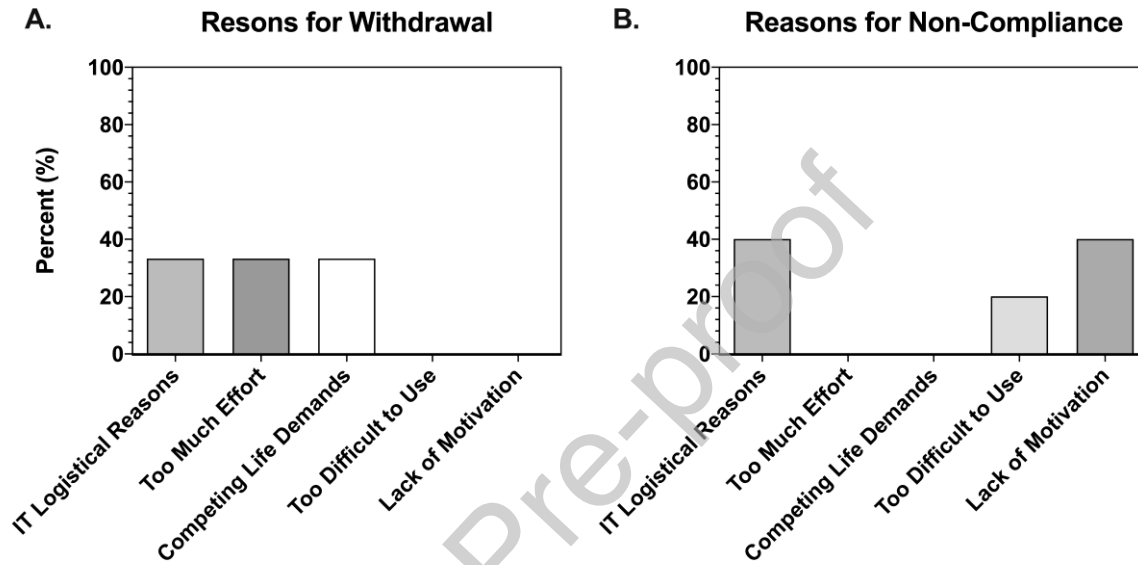 A.
Resons for Withdrawal
100
80
60
40
20
0
Percent (%)
IT Logistical Reasons
Too Much Effort
Competing Life Demands
Too Difficult to Use
Lack of Motivation
B.
Reasons for Non-Compliance
100
80
60
40
20
0
IT Logistical Reasons
Too Much Effort
Competing Life Demands
Too Difficult to Use
Lack of Motivation
Pre-proof